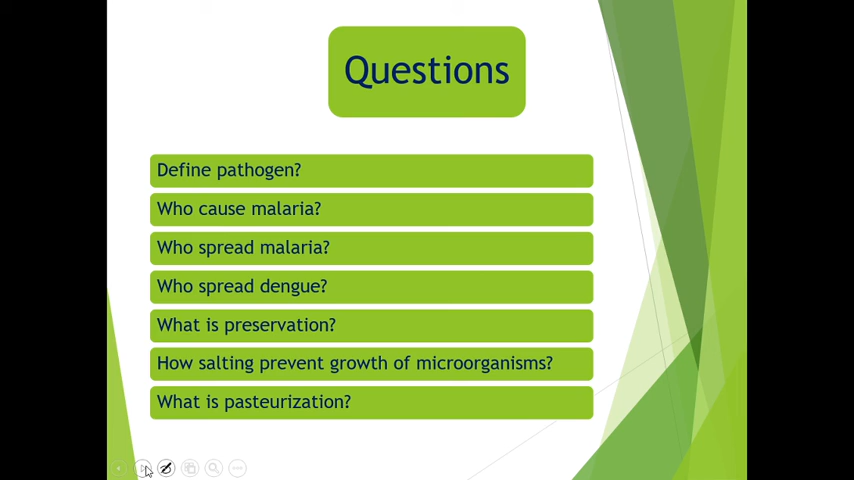 Questions
Define pathogen?
Who cause malaria?
Who spread malaria?
Who spread dengue?
What is preservation?
How salting prevent growth of microorganisms?
What is pasteurization?